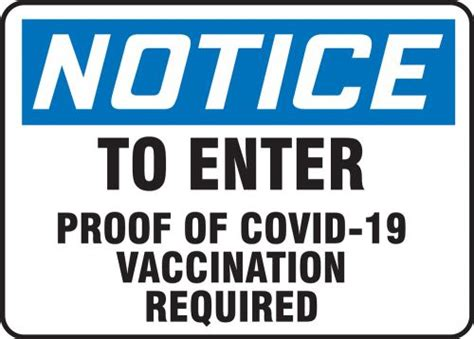 NOTICE
TO ENTER
PROOF OF COVID-19
VACCINATION
REQUIRED